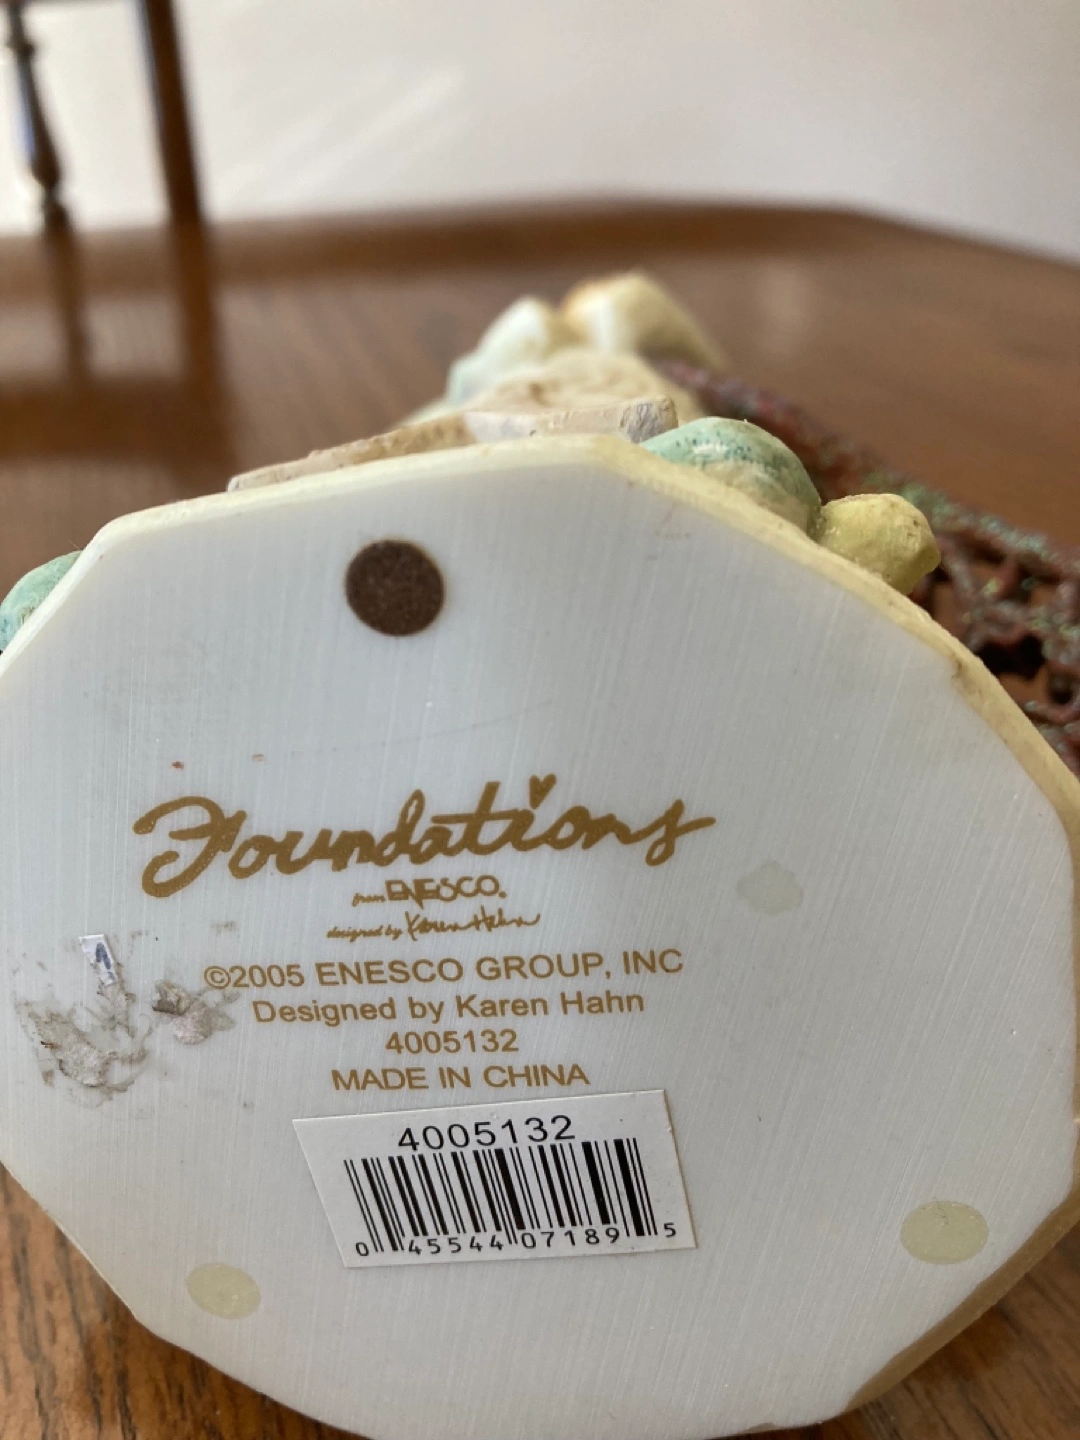 Foundations
from ENESCO.
designed by Karen Hahn
©2005 ENESCO GROUP, INC
Designed by Karen Hahn
4005132
MADE IN CHINA
4005132
0 45544 07189 5